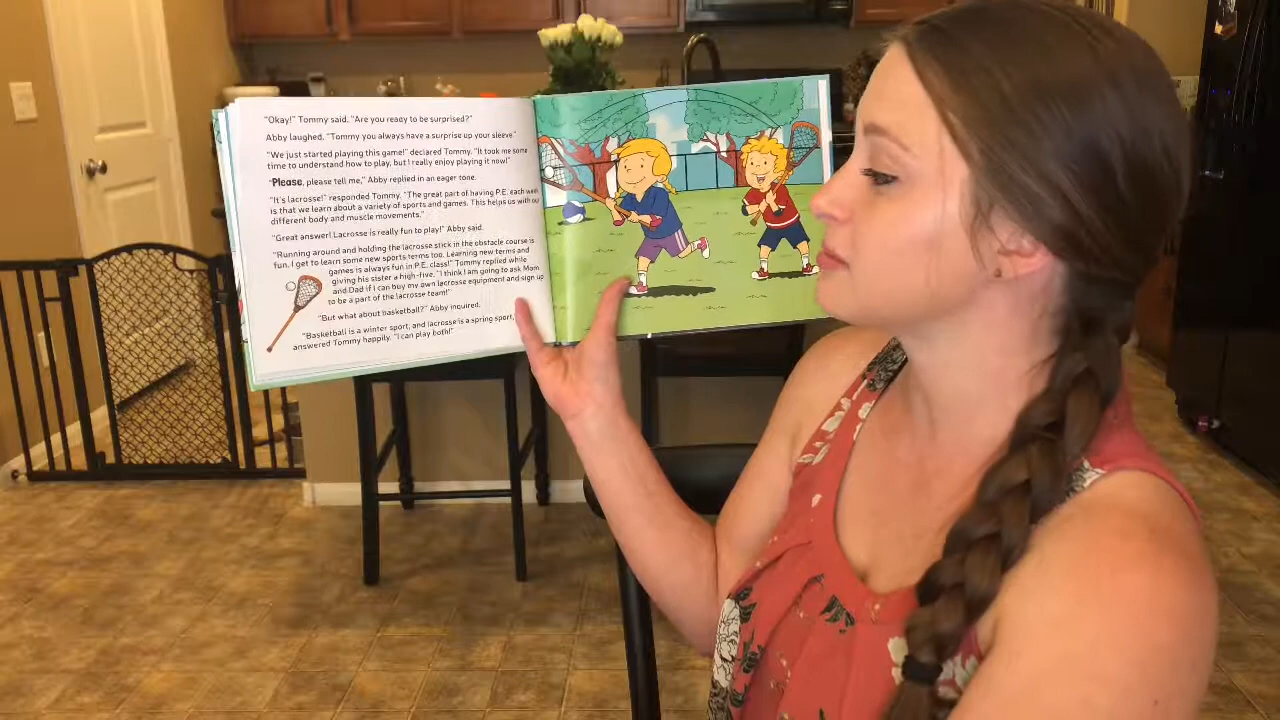 "Okay!" Tommy said. "Are you ready to be surprised?"
Abby laughed. "Tommy you always have a surprise up your sleeve."
"We just started playing this game!" declared Tommy. "It took me some
time to understand how to play, but I really enjoy playing it now!"
"Please, please tell me," Abby replied in an eager tone.
"It's lacrosse!" responded Tommy. "The great part of having P.E. each week
is that we learn about a variety of sports and games. This helps us with our
different body and muscle movements."
"Great answer! Lacrosse is really fun to play!" Abby said.
"Running around and holding the lacrosse stick in the obstacle course is
fun. I get to learn some new sports terms too. Learning new terms and
games is always fun in P.E. class!" Tommy replied while
giving his sister a high-five. "I think I am going to ask Mom
and Dad if I can buy my own lacrosse equipment and sign up
to be a part of the lacrosse team!"
"But what about basketball?" Abby inquired.
"Basketball is a winter sport, and lacrosse is a spring sport,"
answered Tommy happily. "I can play both!"